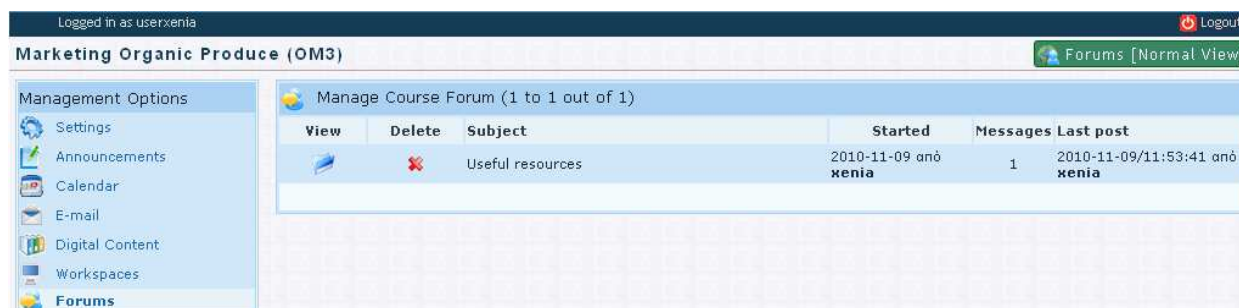 Logged in as userxenia
Logout
Marketing Organic Produce (OM3)
Forums [Normal View
Management Options
Settings
Announcements
Calendar
E-mail
Digital Content
Workspaces
Forums
Manage Course Forum (1 to 1 out of 1)
View Delete Subject Started Messages Last post
Useful resources 2010-11-09 από 1 2010-11-09/11:53:41 από
xenia xenia